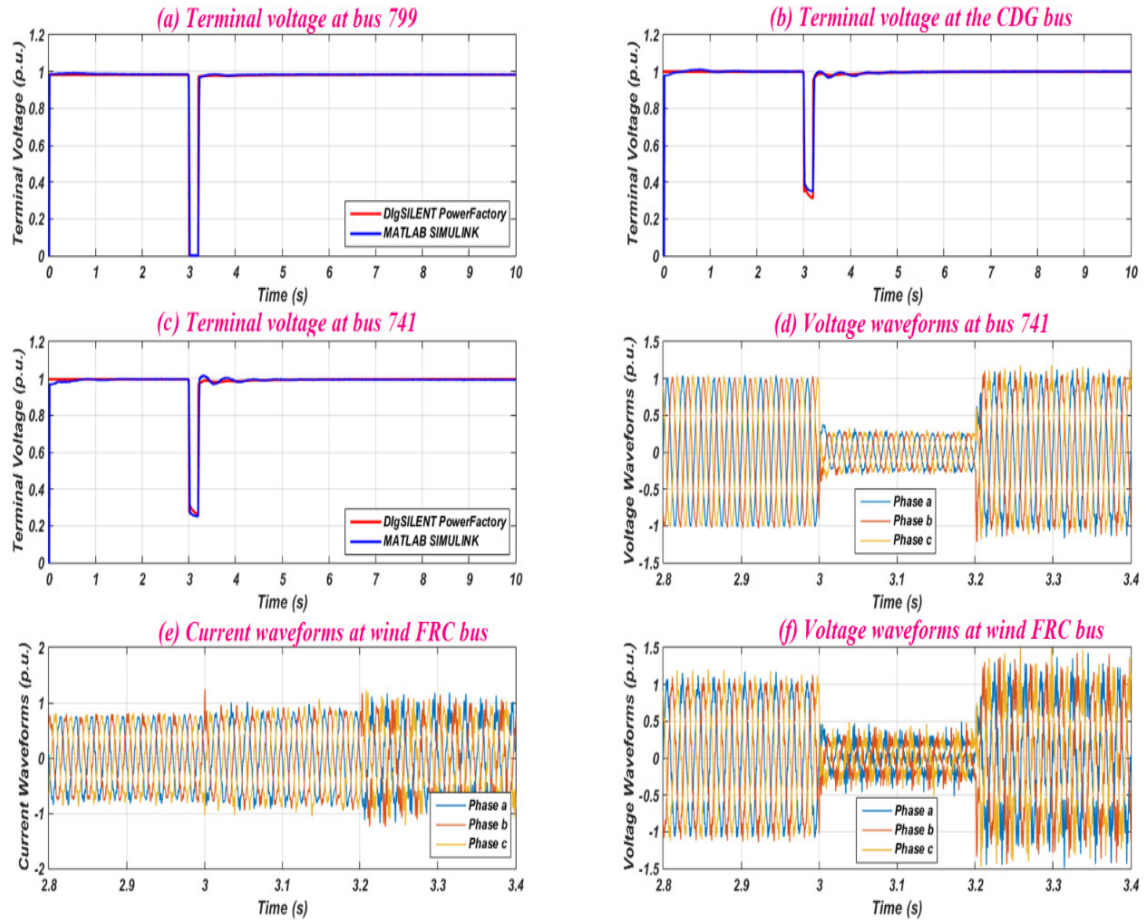 (a) Terminal voltage at bus 799
Terminal Voltage (p.u.)
1.2
1
0.8
0.6
0.4
0.2
0
DIgSILENT PowerFactory
MATLAB SIMULINK
0 1 2 3 4 5 6 7 8 9 10
Time (s)
(b) Terminal voltage at the CDG bus
Terminal Voltage (p.u.)
1.2
1
0.8
0.6
0.4
0.2
0
0 1 2 3 4 5 6 7 8 9 10
Time (s)
(c) Terminal voltage at bus 741
Terminal Voltage (p.u.)
1.2
1
0.8
0.6
0.4
0.2
0
DIgSILENT PowerFactory
MATLAB SIMULINK
0 1 2 3 4 5 6 7 8 9 10
Time (s)
(d) Voltage waveforms at bus 741
Voltage Waveforms (p.u.)
1.5
1
0.5
0
-0.5
-1
-1.5
Phase a
Phase b
Phase c
2.8 2.9 3 3.1 3.2 3.3 3.4
Time (s)
(e) Current waveforms at wind FRC bus
Current Waveforms (p.u.)
2
1
0
-1
-2
Phase a
Phase b
Phase c
2.8 2.9 3 3.1 3.2 3.3 3.4
Time (s)
(f) Voltage waveforms at wind FRC bus
Voltage Waveforms (p.u.)
1.5
1
0.5
0
-0.5
-1
-1.5
Phase a
Phase b
Phase c
2.8 2.9 3 3.1 3.2 3.3 3.4
Time (s)